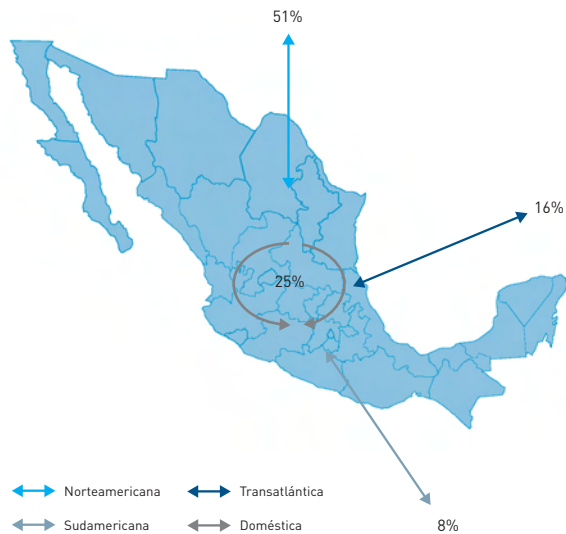 51%
16%
25%
Norteamericana
Transatlántica
Sudamericana
Doméstica
8%